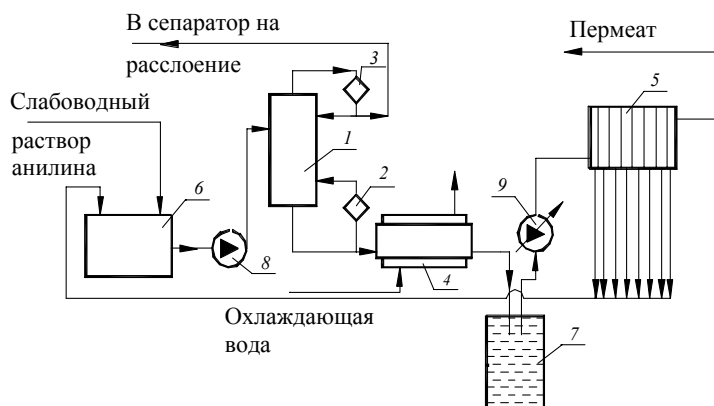 В сепаратор на
расслоение
Пермеат
3
5
Слабоводный
раствор
анилина
1
2
9
6
8
4
Охлаждающая
вода
7